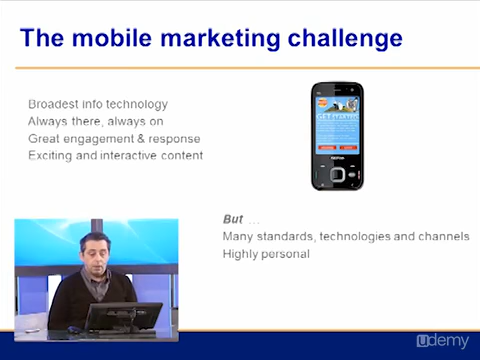 The mobile marketing challenge
Broadest info technology
Always there, always on
Great engagement & response
Exciting and interactive content
But ...
Many standards, technologies and channels
Highly personal
udemy